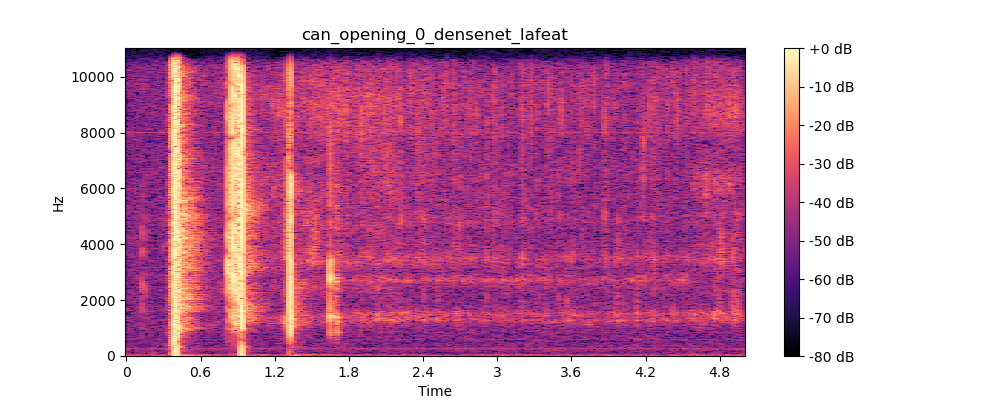 can_opening_0_densenet_lafeat
10000
8000
6000
4000
2000
0
Hz
0 0.6 1.2 1.8 2.4 3 3.6 4.2 4.8
Time
+0 dB
-10 dB
-20 dB
-30 dB
-40 dB
-50 dB
-60 dB
-70 dB
-80 dB